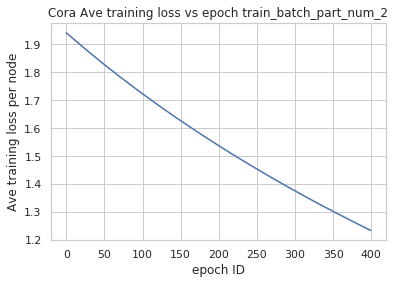 Cora Ave training loss vs epoch train_batch_part_num_2
Ave training loss per node
1.9
1.8
1.7
1.6
1.5
1.4
1.3
1.2
0 50 100 150 200 250 300 350 400
epoch ID